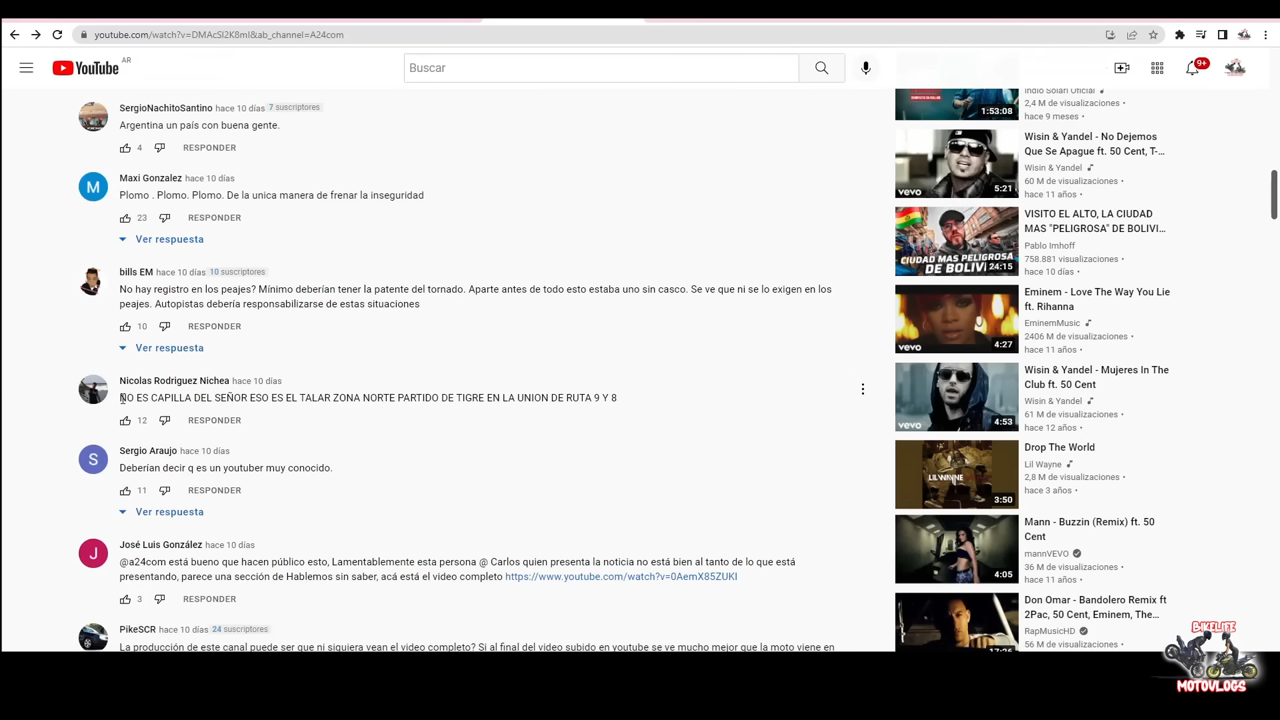 youtube.com/watch?v=DMAcSI2K8mI&ab_channel=A24com
YouTube AR
Buscar
9+
SergioNachitoSantino hace 10 días 7 suscriptores
Argentina un país con buena gente.
4 RESPONDER
Maxi Gonzalez hace 10 días
Plomo . Plomo. Plomo. De la unica manera de frenar la inseguridad
23 RESPONDER
Ver respuesta
bills EM hace 10 días 10 suscriptores
No hay registro en los peajes? Mínimo deberían tener la patente del tornado. Aparte antes de todo esto estaba uno sin casco. Se ve que ni se lo exigen en los
peajes. Autopistas debería responsabilizarse de estas situaciones
10 RESPONDER
Ver respuesta
Nicolas Rodriguez Nichea hace 10 días
NO ES CAPILLA DEL SEÑOR ESO ES EL TALAR ZONA NORTE PARTIDO DE TIGRE EN LA UNION DE RUTA 9 Y 8
12 RESPONDER
Sergio Araujo hace 10 días
Deberían decir q es un youtuber muy conocido.
11 RESPONDER
Ver respuesta
José Luis González hace 10 días
@a24com está bueno que hacen público esto, Lamentablemente esta persona @ Carlos quien presenta la noticia no está bien al tanto de lo que está
presentando, parece una sección de Hablemos sin saber, acá está el video completo https://www.youtube.com/watch?v=0AemX85ZUKI
3 RESPONDER
PikeSCR hace 10 días 24 suscriptores
La producción de este canal puede ser que ni siquiera vean el video completo? Si al final del video subido en youtube se ve mucho mejor que la moto viene en
Indio Solari Oficial
2,4 M de visualizaciones •
hace 9 meses
1:53:08
Wisin & Yandel - No Dejemos
Que Se Apague ft. 50 Cent, T-...
Wisin & Yandel
60 M de visualizaciones •
hace 11 años
vevo 5:21
VISITO EL ALTO, LA CIUDAD
MAS "PELIGROSA" DE BOLIVI...
Pablo Imhoff
758.881 visualizaciones •
hace 10 días
CIUDAD MAS PELIGROSA
DE BOLIVI
24:15
Eminem - Love The Way You Lie
ft. Rihanna
EminemMusic
2406 M de visualizaciones •
hace 11 años
vevo 4:27
Wisin & Yandel - Mujeres In The
Club ft. 50 Cent
Wisin & Yandel
61 M de visualizaciones •
hace 12 años
vevo 4:53
Drop The World
Lil Wayne
2,8 M de visualizaciones •
hace 3 años
LIL WAYNE
3:50
Mann - Buzzin (Remix) ft. 50
Cent
mannVEVO
36 M de visualizaciones •
hace 11 años
4:05
Don Omar - Bandolero Remix ft
2Pac, 50 Cent, Eminem, The...
RapMusicHD
56 M de visualizaciones •
BIKELIFE
MOTOVLOGS